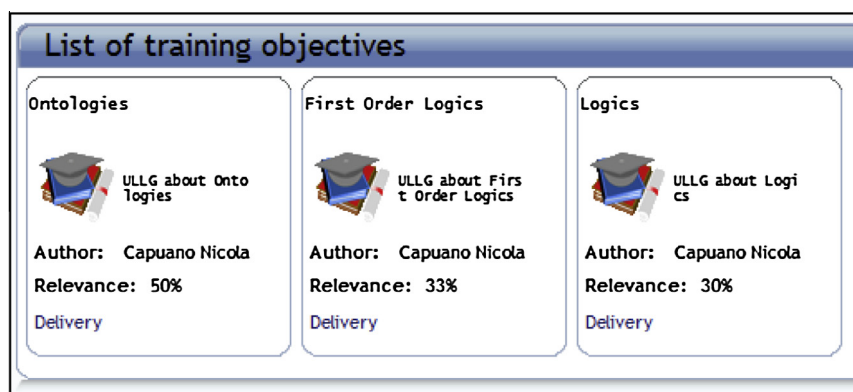 List of training objectives
Ontologies
ULLG about Onto
logies
Author: Capuano Nicola
Relevance: 50%
Delivery
First Order Logics
ULLG about Firs
t Order Logics
Author: Capuano Nicola
Relevance: 33%
Delivery
Logics
ULLG about Logi
cs
Author: Capuano Nicola
Relevance: 30%
Delivery